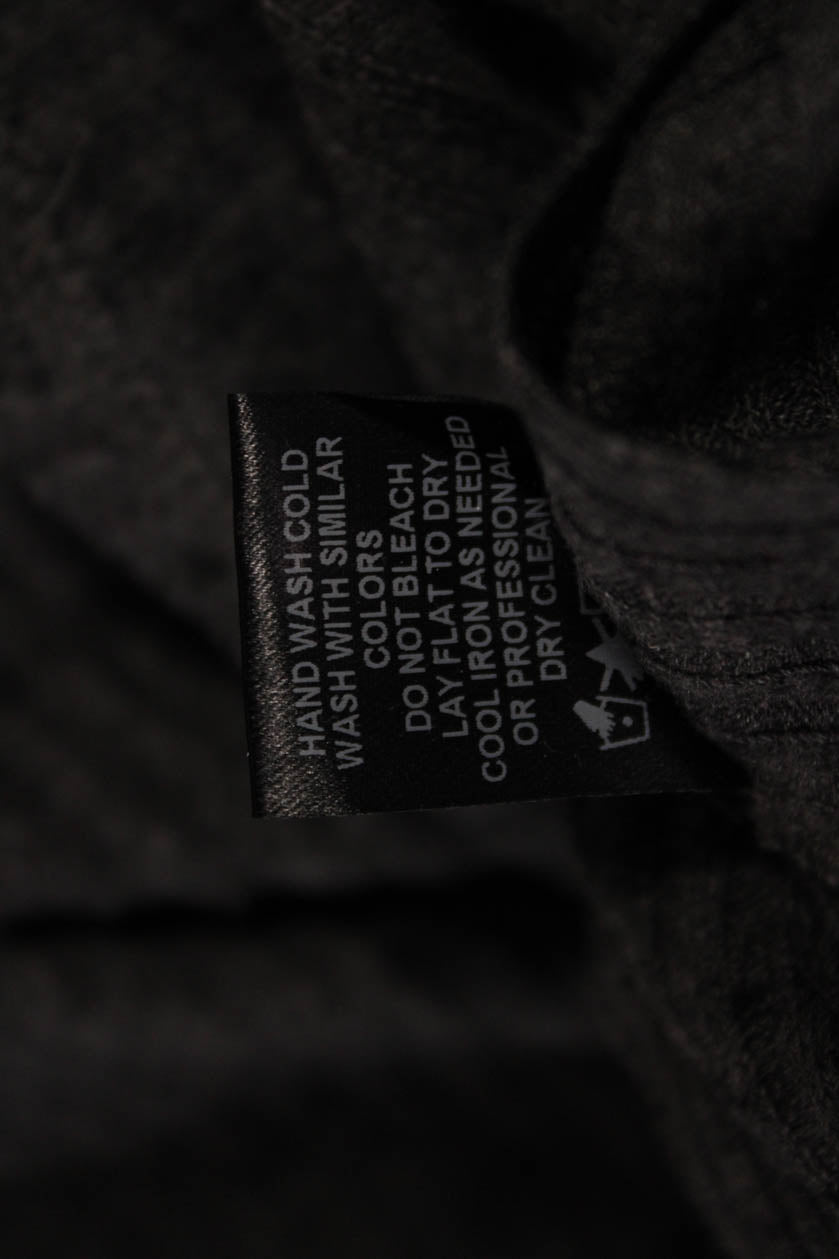 HAND WASH COLD
WASH WITH SIMILAR
COLORS
DO NOT BLEACH
LAY FLAT TO DRY
COOL IRON AS NEEDED
OR PROFESSIONAL
DRY CLEAN